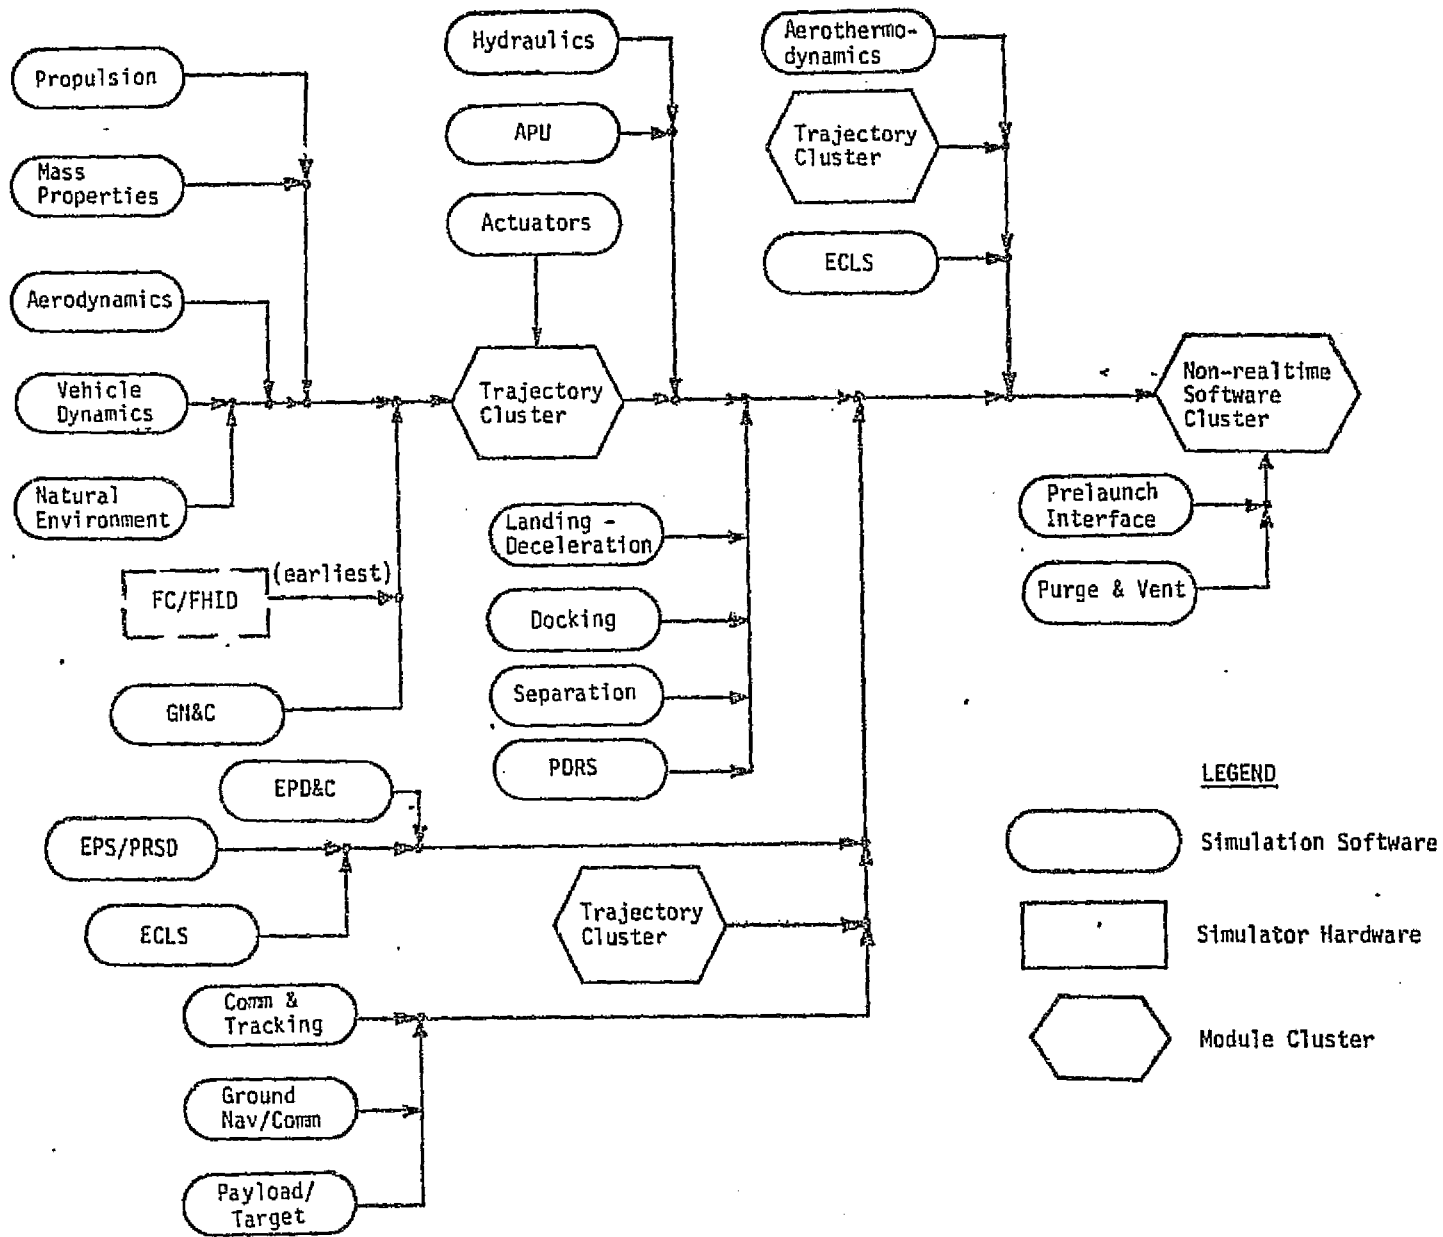 Propulsion
Mass
Properties
Aerodynamics
Vehicle
Dynamics
Natural
Environment
FC/FHID
(earliest)
GN&C
Hydraulics
APU
Actuators
Trajectory
Cluster
Landing -
Deceleration
Docking
Separation
PDRS
EPD&C
EPS/PRSD
ECLS
Trajectory
Cluster
Comm &
Tracking
Ground
Nav/Comm
Payload/
Target
Aerothermo-
dynamics
Trajectory
Cluster
ECLS
Non-realtime
Software
Cluster
Prelaunch
Interface
Purge & Vent
LEGEND
Simulation Software
Simulator Hardware
Module Cluster